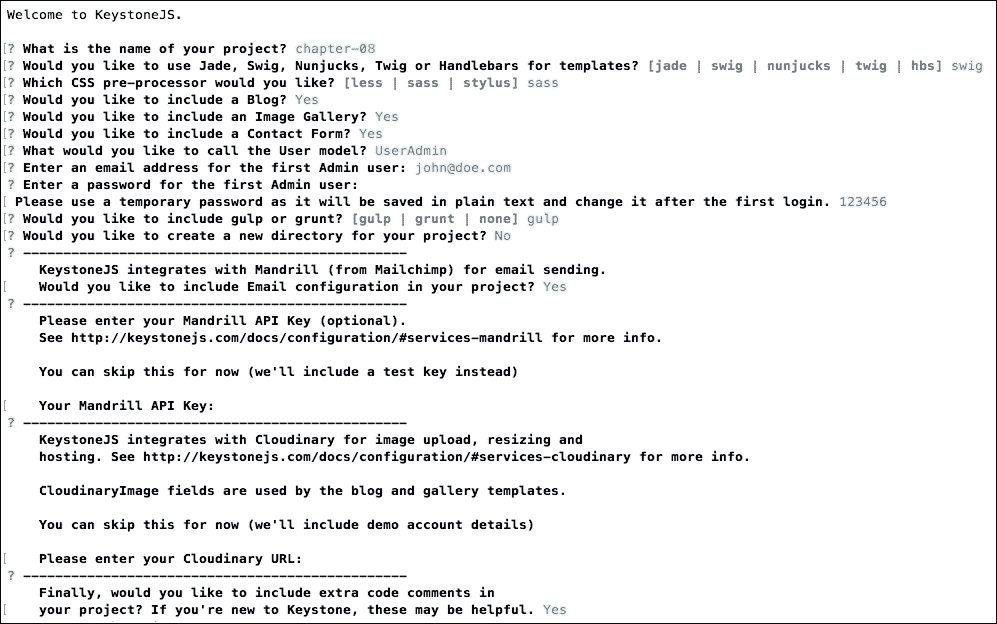 Welcome to KeystoneJS.
[? What is the name of your project? chapter-08
[? Would you like to use Jade, Swig, Nunjucks, Twig or Handlebars for templates? [jade | swig | nunjucks | twig | hbs] swig
[? Which CSS pre-processor would you like? [less | sass | stylus] sass
[? Would you like to include a Blog? Yes
[? Would you like to include an Image Gallery? Yes
[? Would you like to include a Contact Form? Yes
[? What would you like to call the User model? UserAdmin
[? Enter an email address for the first Admin user: john@doe.com
? Enter a password for the first Admin user:
[ Please use a temporary password as it will be saved in plain text and change it after the first login. 123456
[? Would you like to include gulp or grunt? [gulp | grunt | none] gulp
[? Would you like to create a new directory for your project? No
? ------------------------------------------------
KeystoneJS integrates with Mandrill (from Mailchimp) for email sending.
[ Would you like to include Email configuration in your project? Yes
? ------------------------------------------------
Please enter your Mandrill API Key (optional).
See http://keystonejs.com/docs/configuration/#services-mandrill for more info.
You can skip this for now (we'll include a test key instead)
[ Your Mandrill API Key:
? ------------------------------------------------
KeystoneJS integrates with Cloudinary for image upload, resizing and
hosting. See http://keystonejs.com/docs/configuration/#services-cloudinary for more info.
CloudinaryImage fields are used by the blog and gallery templates.
You can skip this for now (we'll include demo account details)
[ Please enter your Cloudinary URL:
? ------------------------------------------------
Finally, would you like to include extra code comments in
[ your project? If you're new to Keystone, these may be helpful. Yes